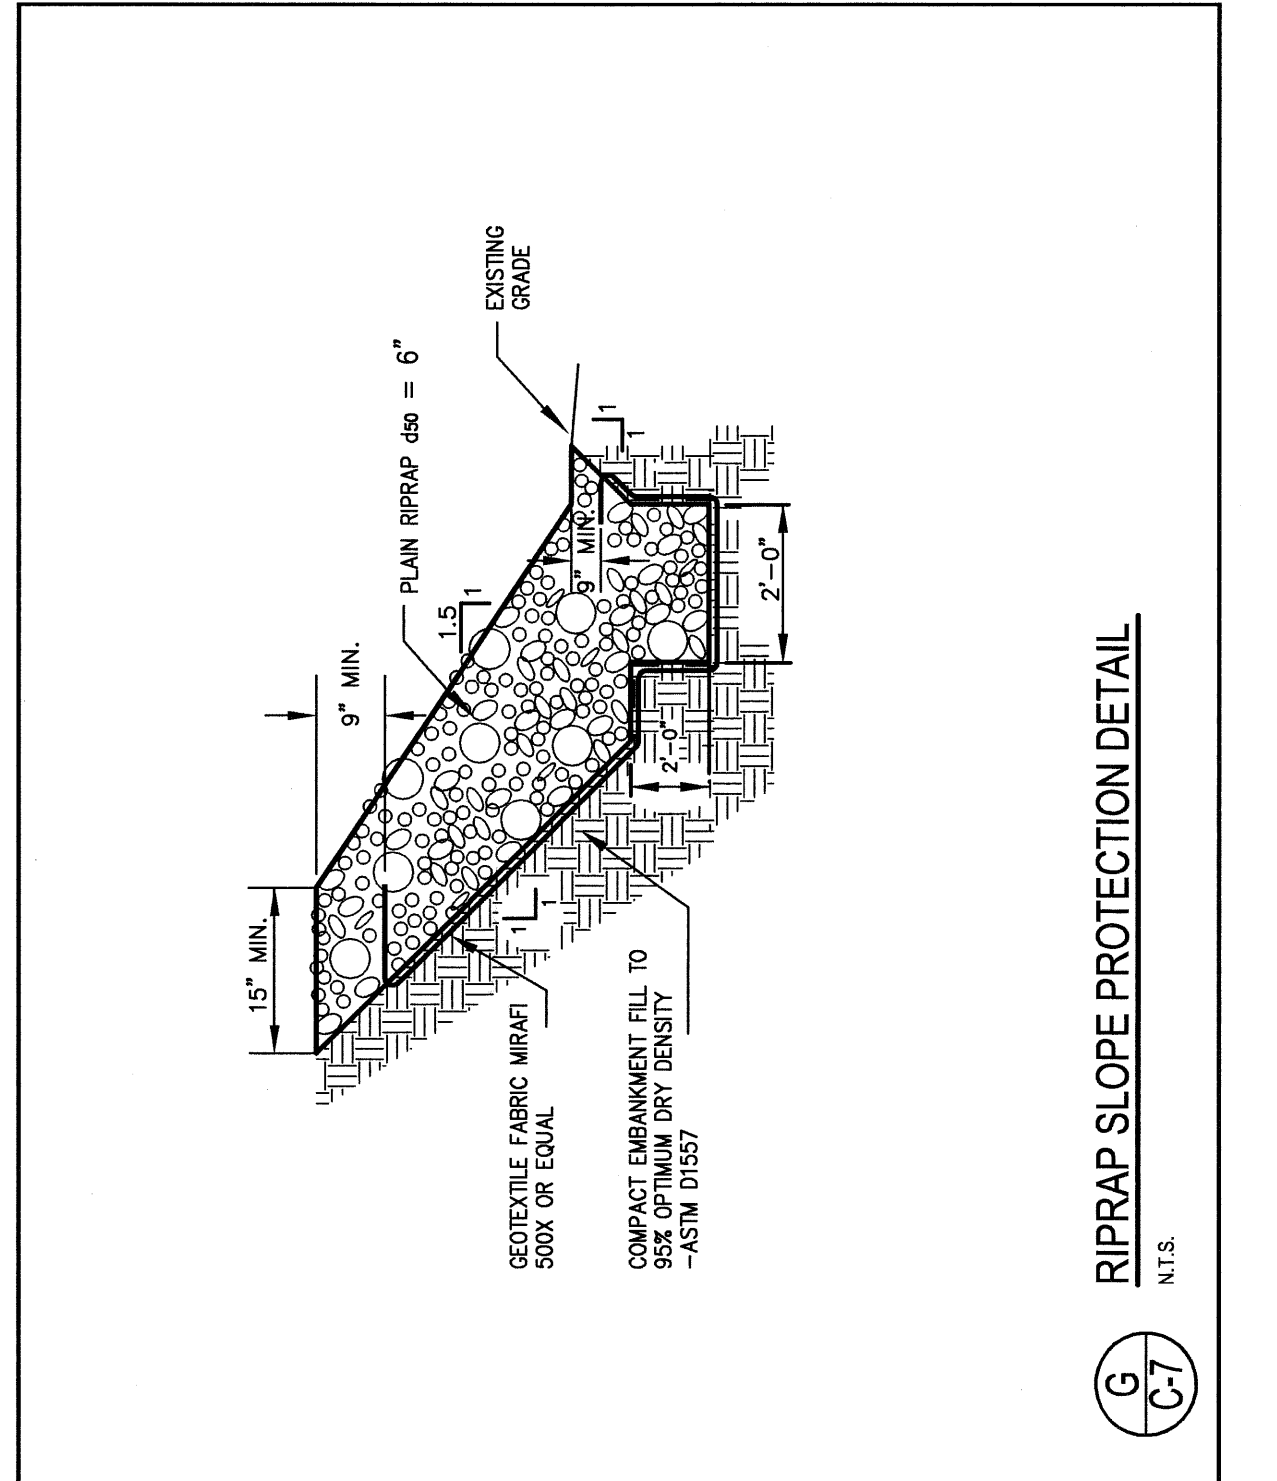 15" MIN.
9" MIN.
1.5
1
PLAIN RIPRAP d50 = 6"
EXISTING
GRADE
9" MIN.
1
1
2'-0"
2'-0"
1
1
GEOTEXTILE FABRIC MIRAFI
500X OR EQUAL
COMPACT EMBANKMENT FILL TO
95% OPTIMUM DRY DENSITY
-ASTM D1557
G
C-7
RIPRAP SLOPE PROTECTION DETAIL
N.T.S.